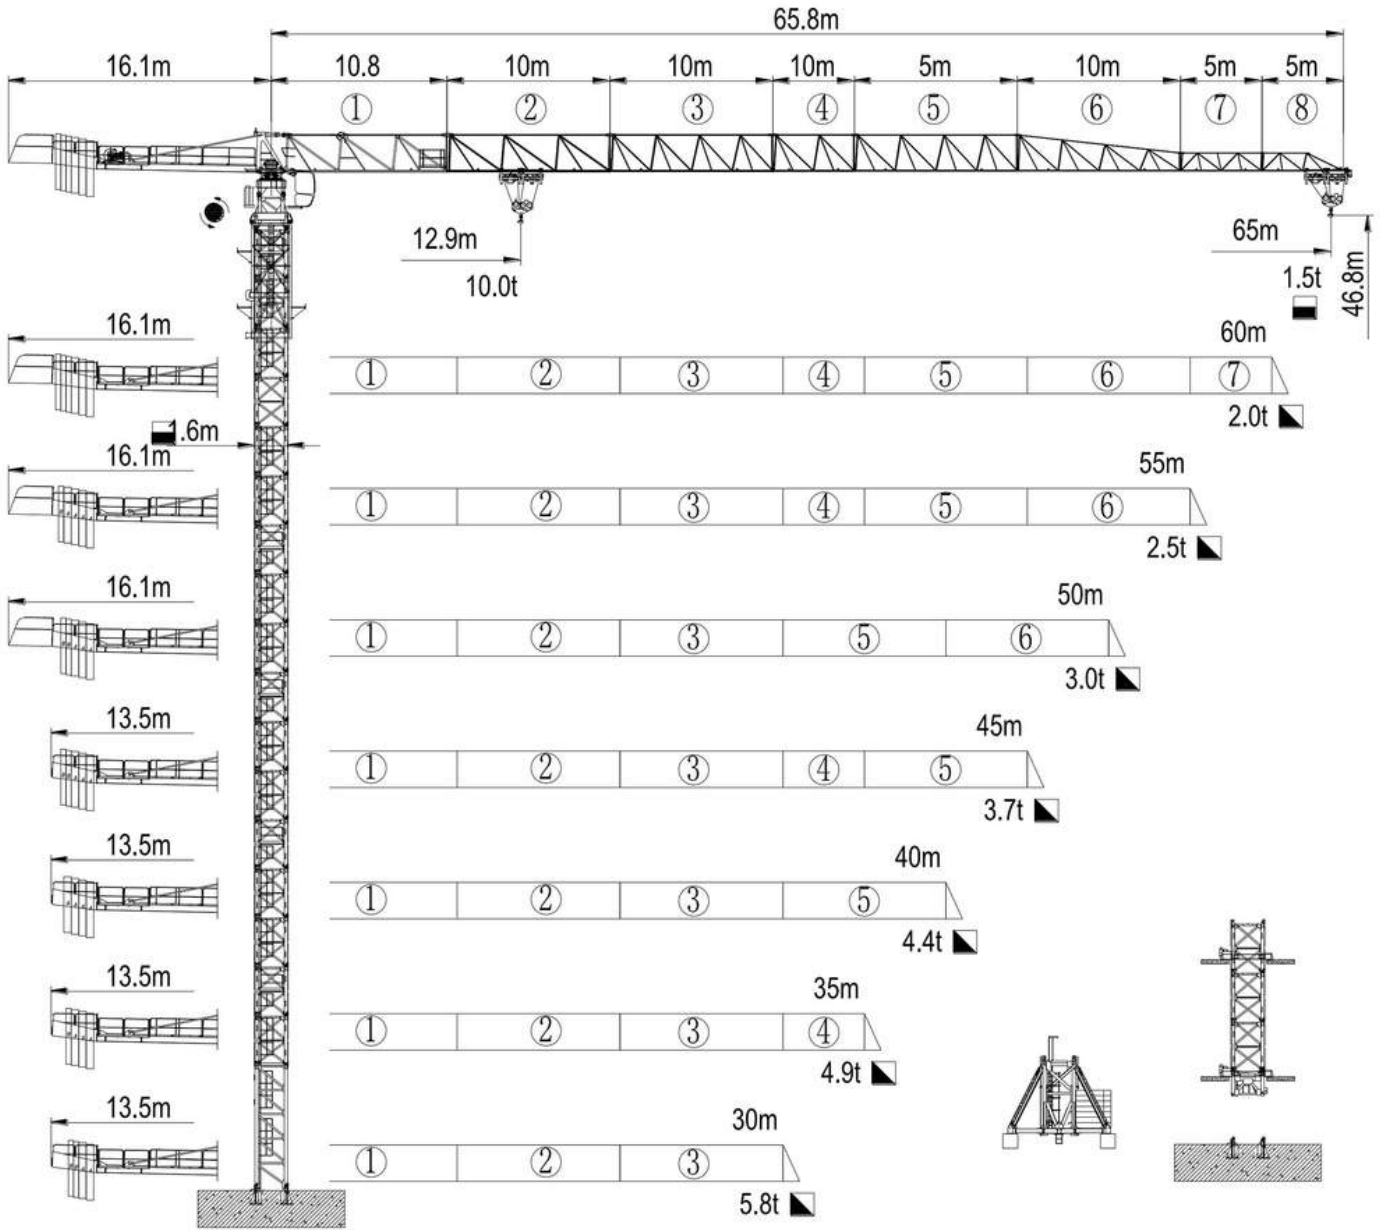 65.8m
16.1m 10.8 10m 10m 10m 5m 10m 5m 5m
① ② ③ ④ ⑤ ⑥ ⑦ ⑧
12.9m 65m
10.0t 1.5t
46.8m
16.1m 60m
① ② ③ ④ ⑤ ⑥ ⑦
2.0t
1.6m
16.1m 55m
① ② ③ ④ ⑤ ⑥
2.5t
16.1m 50m
① ② ③ ⑤ ⑥
3.0t
13.5m 45m
① ② ③ ④ ⑤
3.7t
13.5m 40m
① ② ③ ⑤
4.4t
13.5m 35m
① ② ③ ④
4.9t
13.5m 30m
① ② ③
5.8t